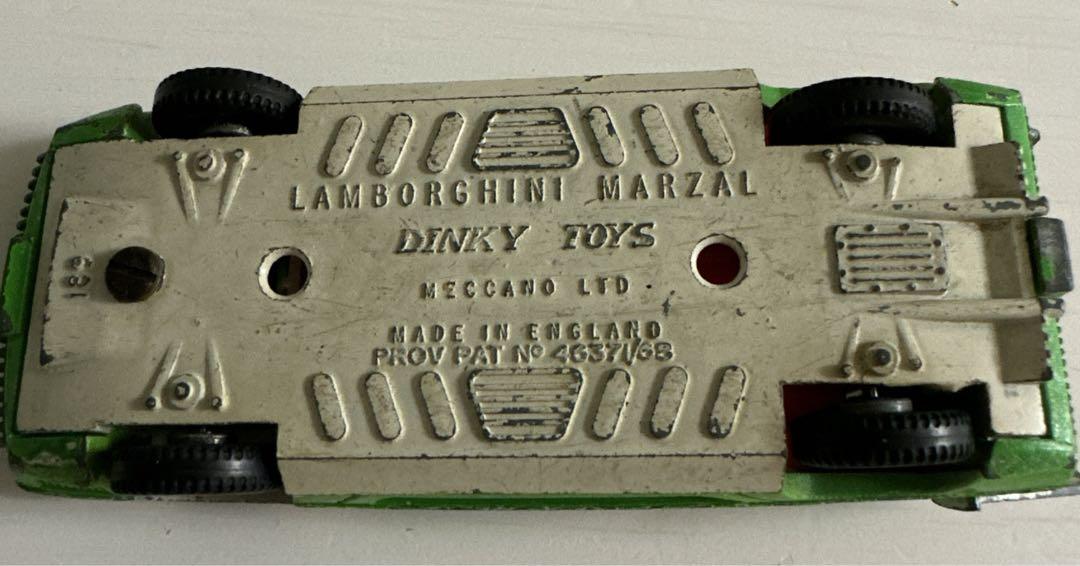 LAMBORGHINI MARZAL
DINKY TOYS
189
MECCANO LTD
MADE IN ENGLAND
PROV PAT Nº 46371/68